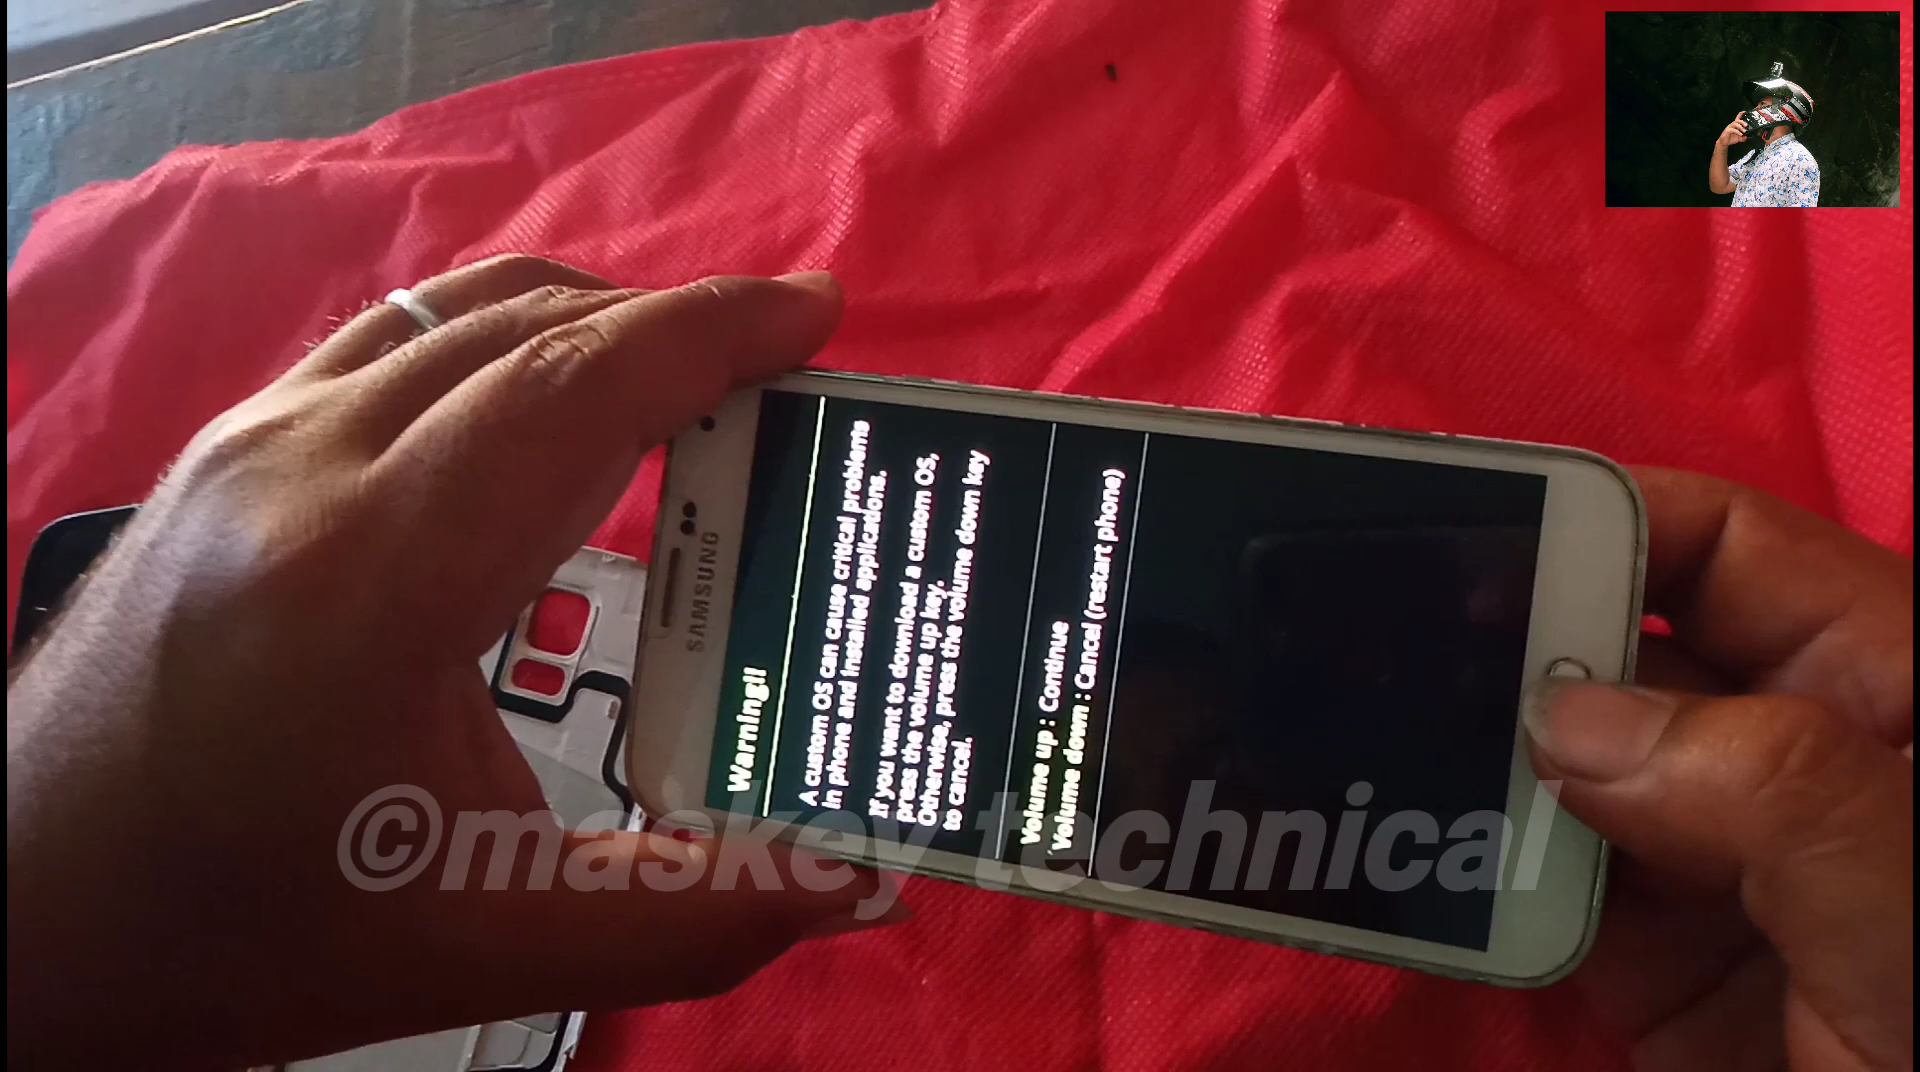 SAMSUNG
Warning!!
A custom OS can cause critical problems
in phone and installed applications.
If you want to download a custom OS,
press the volume up key.
Otherwise, press the volume down key
to cancel.
Volume up : Continue
Volume down : Cancel (restart phone)
©maskey technical